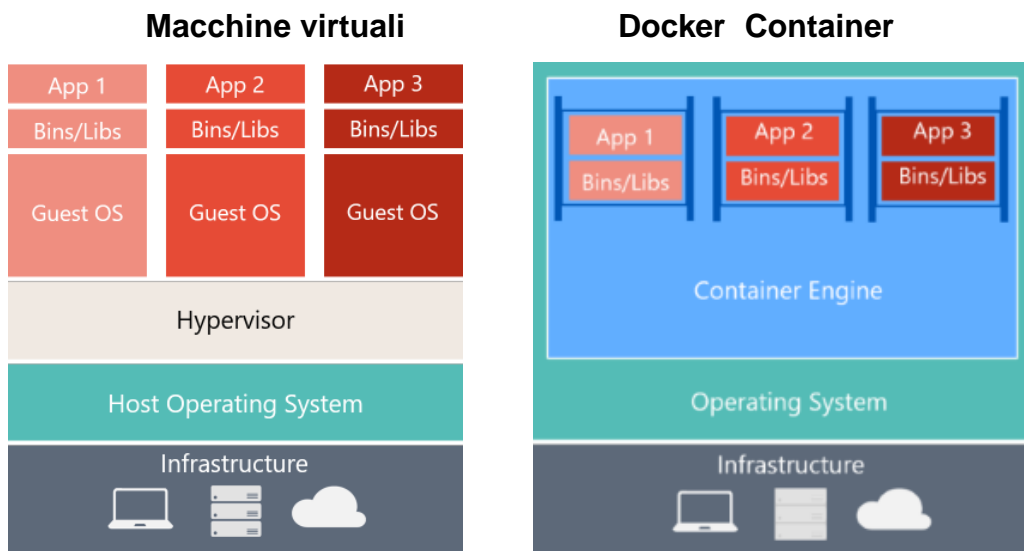 Macchine virtuali
App 1 App 2 App 3
Bins/Libs Bins/Libs Bins/Libs
Guest OS Guest OS Guest OS
Hypervisor
Host Operating System
Infrastructure
Docker Container
App 1 App 2 App 3
Bins/Libs Bins/Libs Bins/Libs
Container Engine
Operating System
Infrastructure